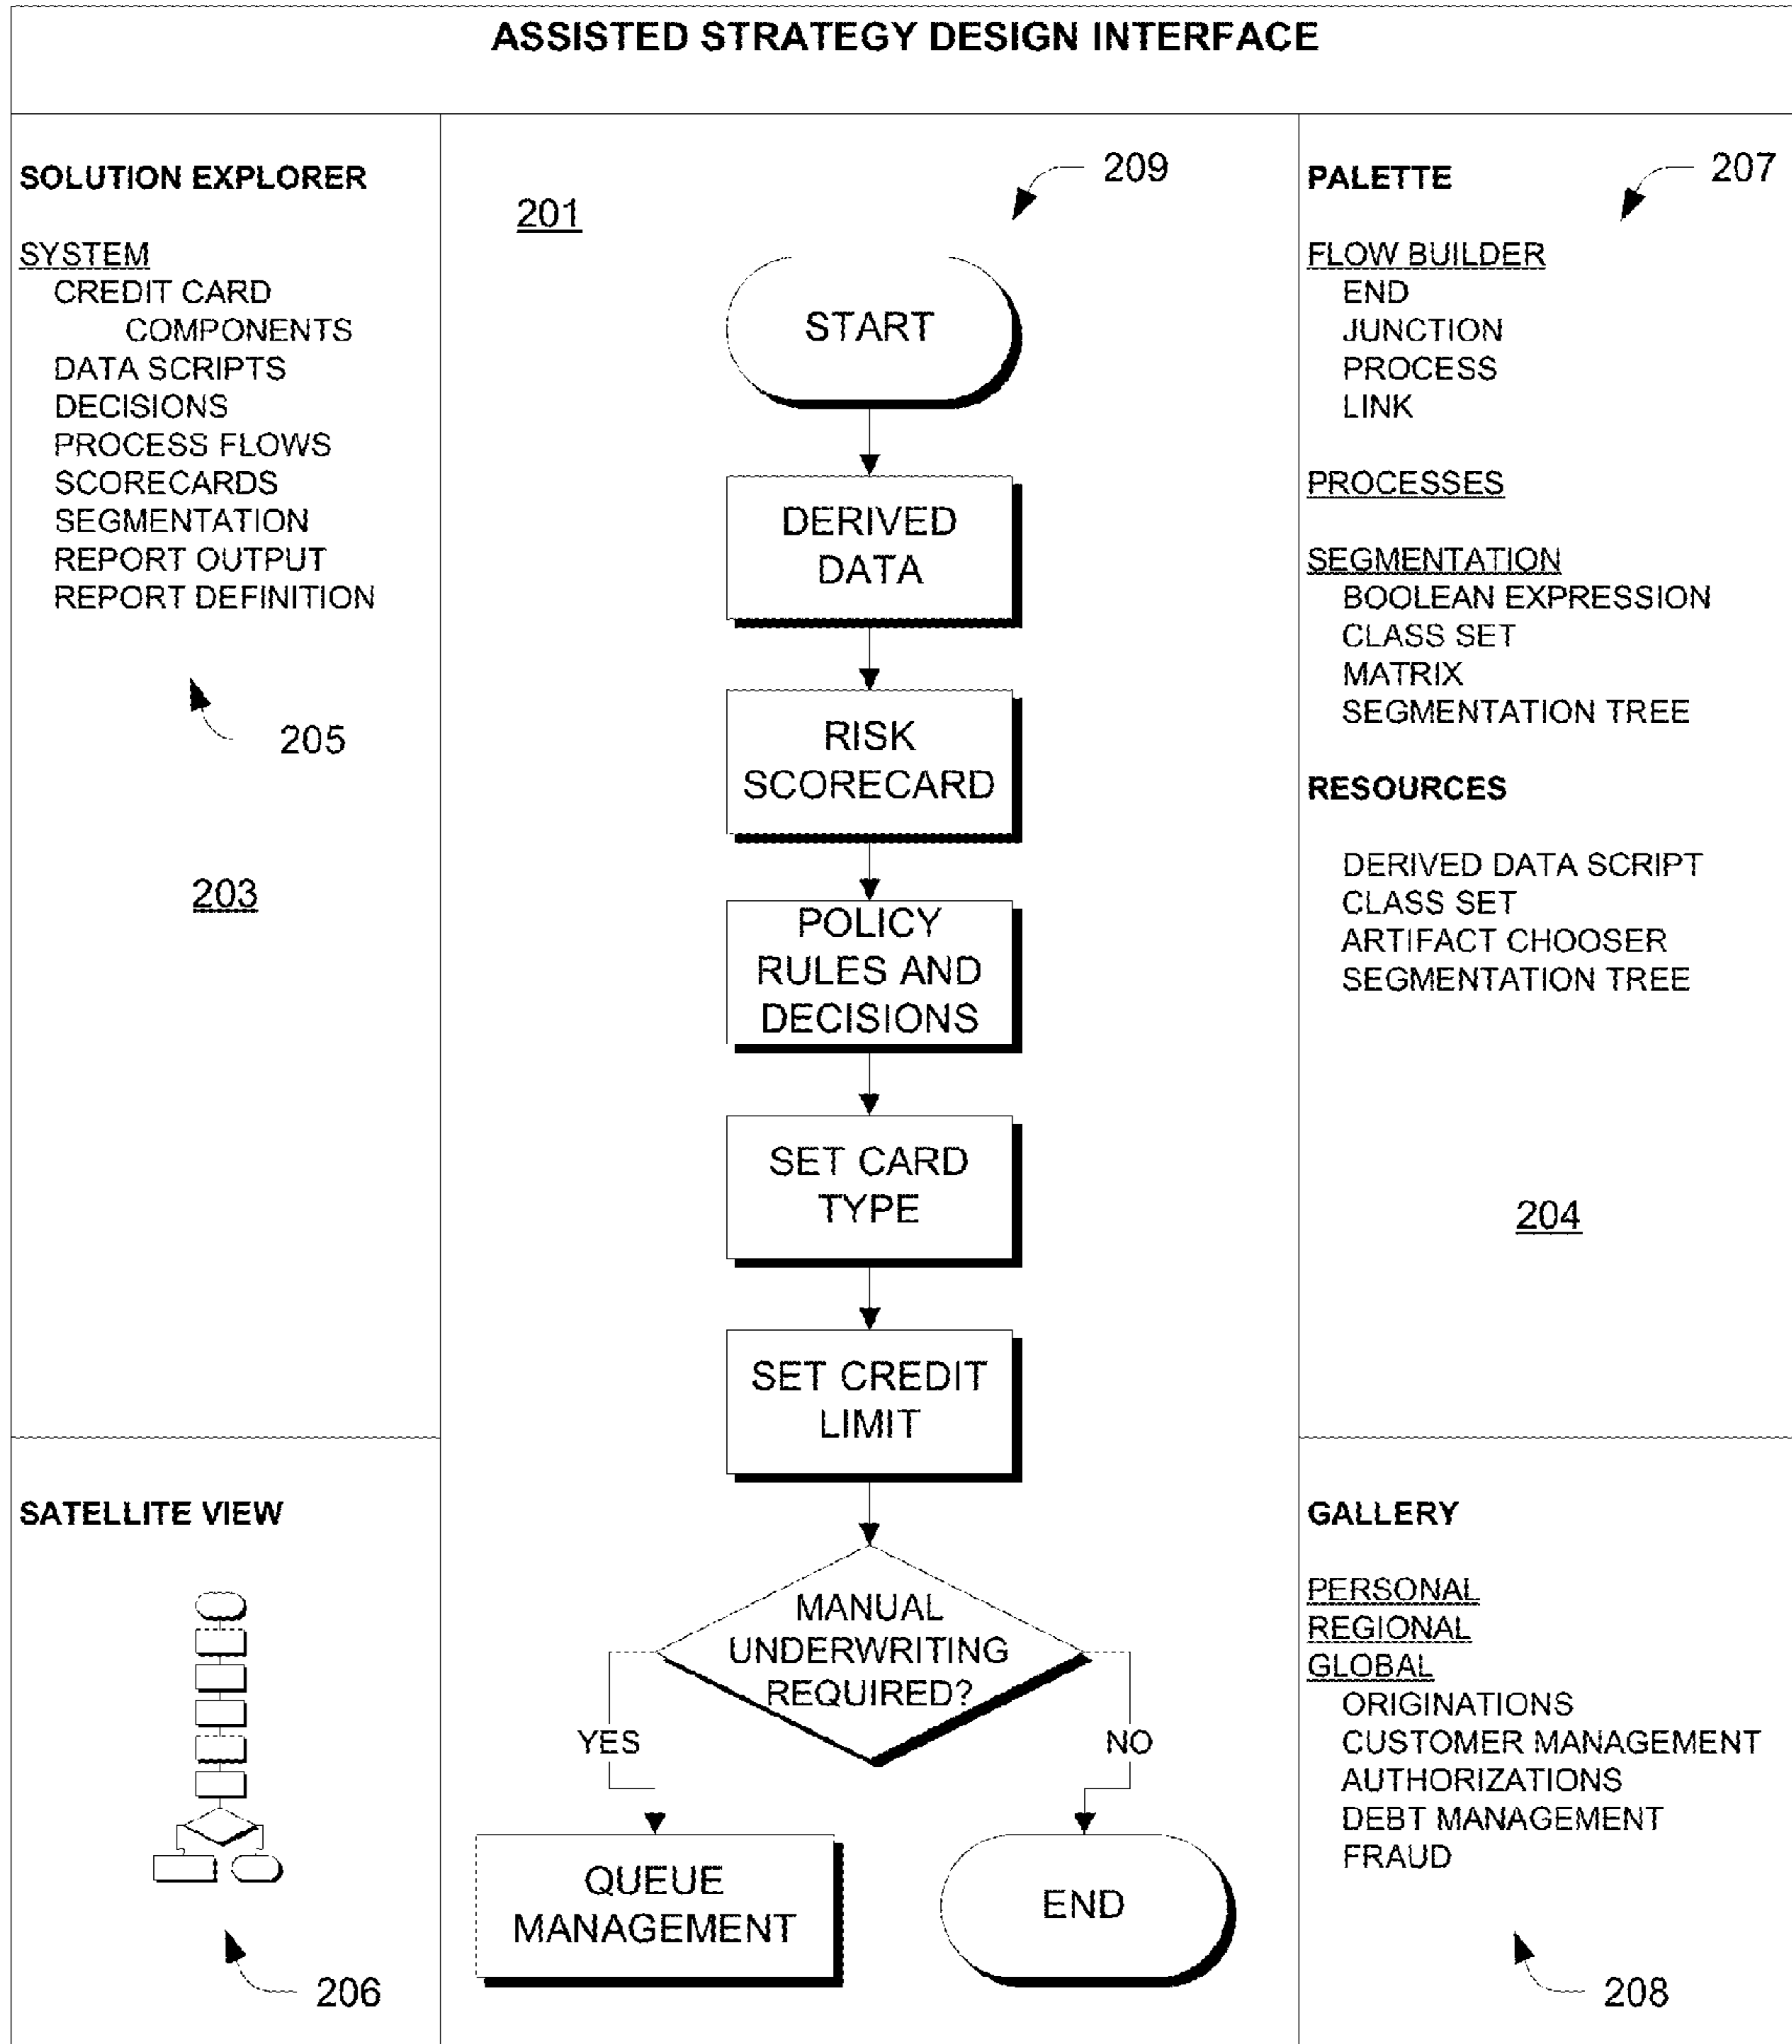 ASSISTED STRATEGY DESIGN INTERFACE
SOLUTION EXPLORER
SYSTEM
CREDIT CARD
COMPONENTS
DATA SCRIPTS
DECISIONS
PROCESS FLOWS
SCORECARDS
SEGMENTATION
REPORT OUTPUT
REPORT DEFINITION
205
203
SATELLITE VIEW
206
201
209
START
DERIVED
DATA
RISK
SCORECARD
POLICY
RULES AND
DECISIONS
SET CARD
TYPE
SET CREDIT
LIMIT
MANUAL
UNDERWRITING
REQUIRED?
YES
NO
QUEUE
MANAGEMENT
END
PALETTE
207
FLOW BUILDER
END
JUNCTION
PROCESS
LINK
PROCESSES
SEGMENTATION
BOOLEAN EXPRESSION
CLASS SET
MATRIX
SEGMENTATION TREE
RESOURCES
DERIVED DATA SCRIPT
CLASS SET
ARTIFACT CHOOSER
SEGMENTATION TREE
204
GALLERY
PERSONAL
REGIONAL
GLOBAL
ORIGINATIONS
CUSTOMER MANAGEMENT
AUTHORIZATIONS
DEBT MANAGEMENT
FRAUD
208